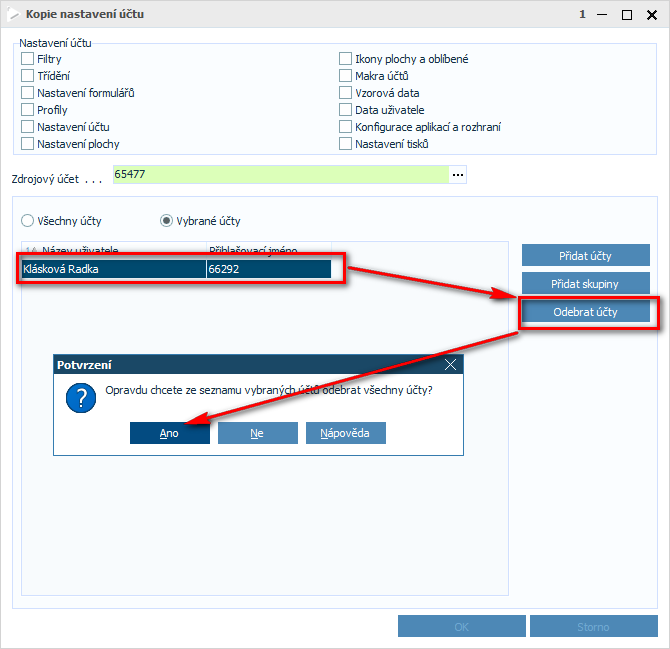 Kopie nastavení účtu
1
Nastavení účtu
Filtry
Třídění
Nastavení formulářů
Profily
Nastavení účtu
Nastavení plochy
Ikony plochy a oblíbené
Makra účtů
Vzorová data
Data uživatele
Konfigurace aplikací a rozhraní
Nastavení tisků
Zdrojový účet . . . 65477 ...
Všechny účty
Vybrané účty
Název uživatele Přihlašovací jméno
Klásková Radka 66292
Přidat účty
Přidat skupiny
Odebrat účty
Potvrzení
Opravdu chcete ze seznamu vybraných účtů odebrat všechny účty?
Ano Ne Nápověda
OK Storno